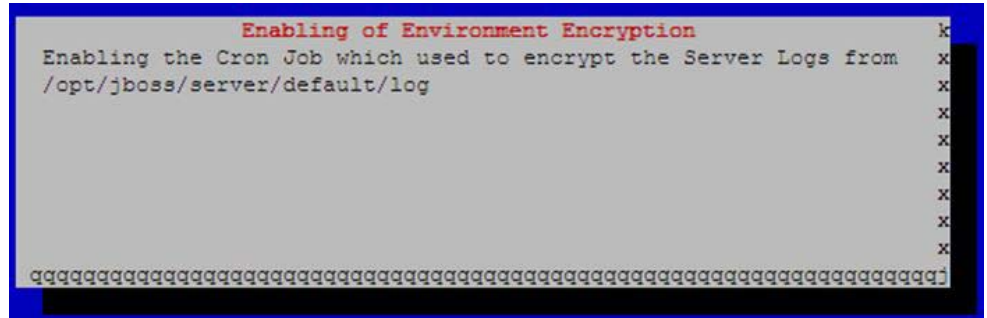 Enabling of Environment Encryption k
Enabling the Cron Job which used to encrypt the Server Logs from x
/opt/jboss/server/default/log x
x
x
x
x
x
x
qqqqqqqqqqqqqqqqqqqqqqqqqqqqqqqqqqqqqqqqqqqqqqqqqqqqqqqqqqqqqqqqqqqqj